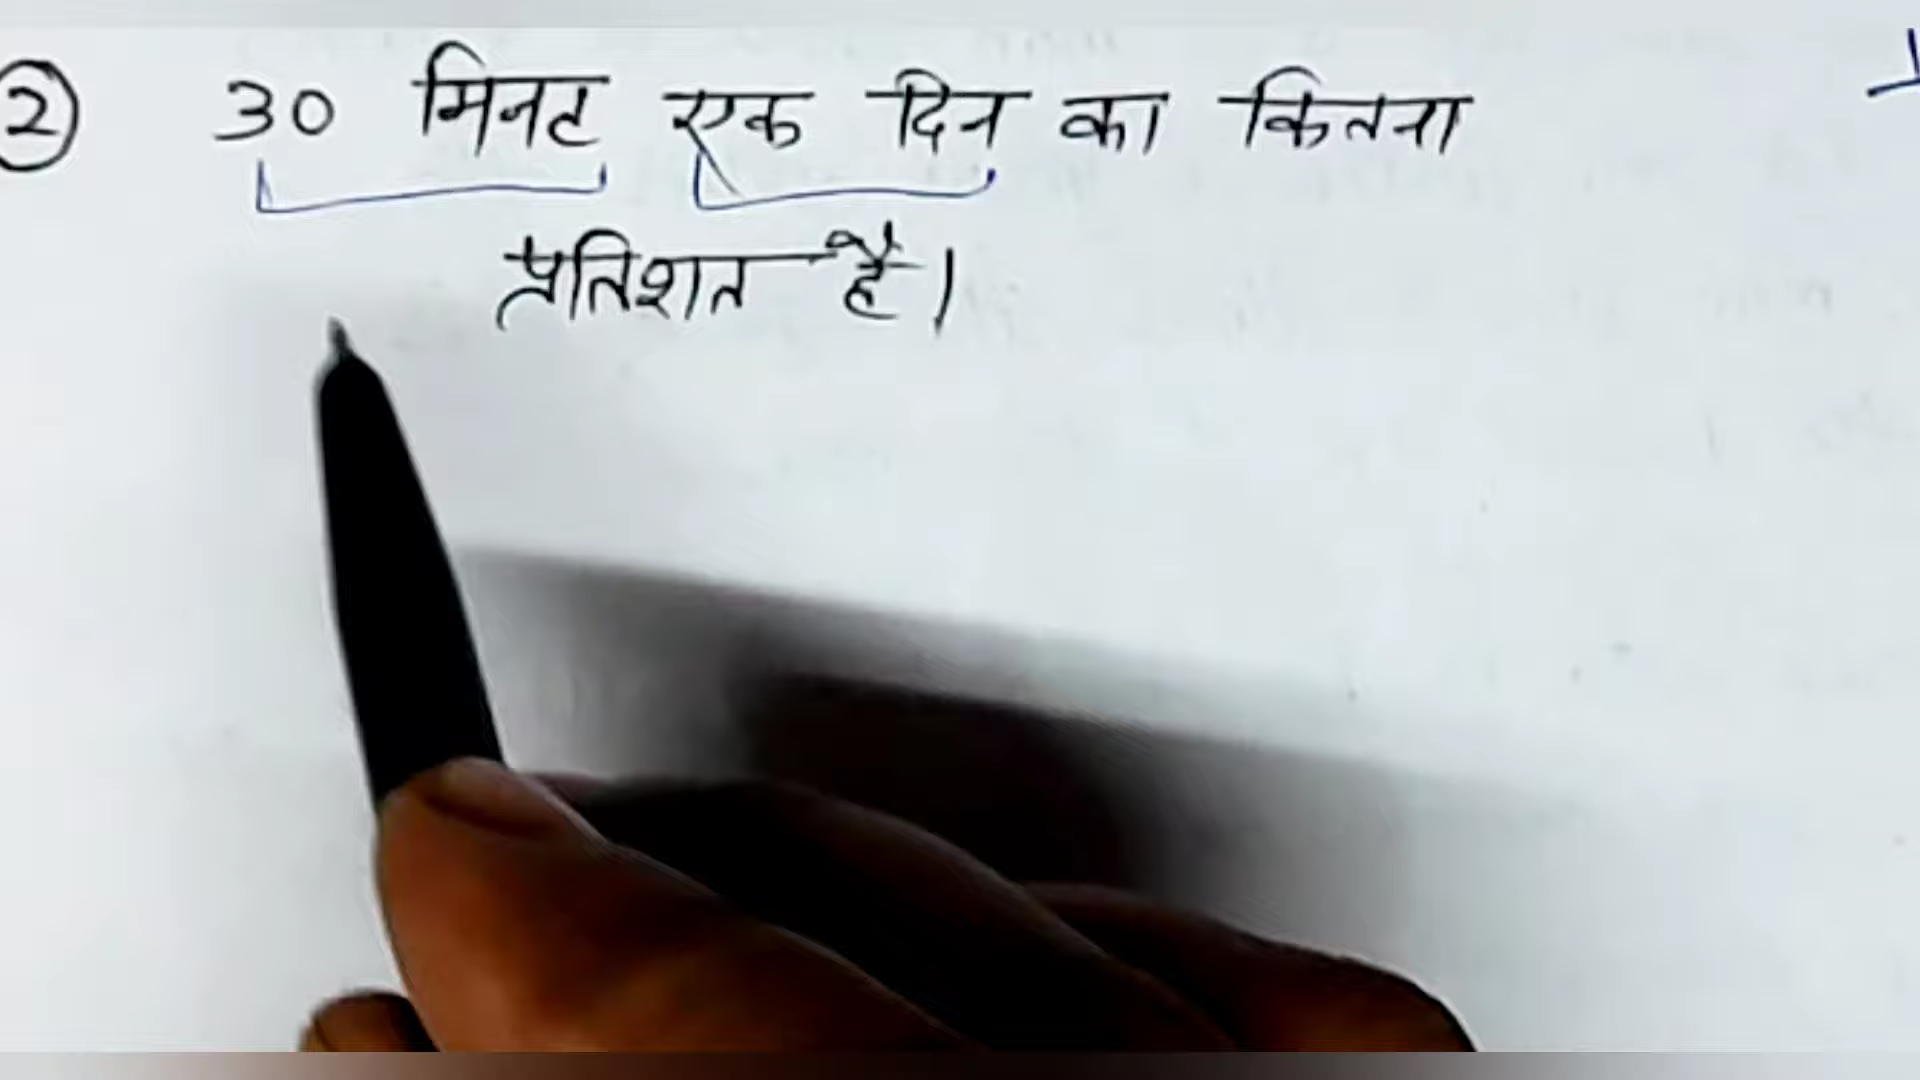 ② 30 मिनट एक दिन का कितना
प्रतिशत है।